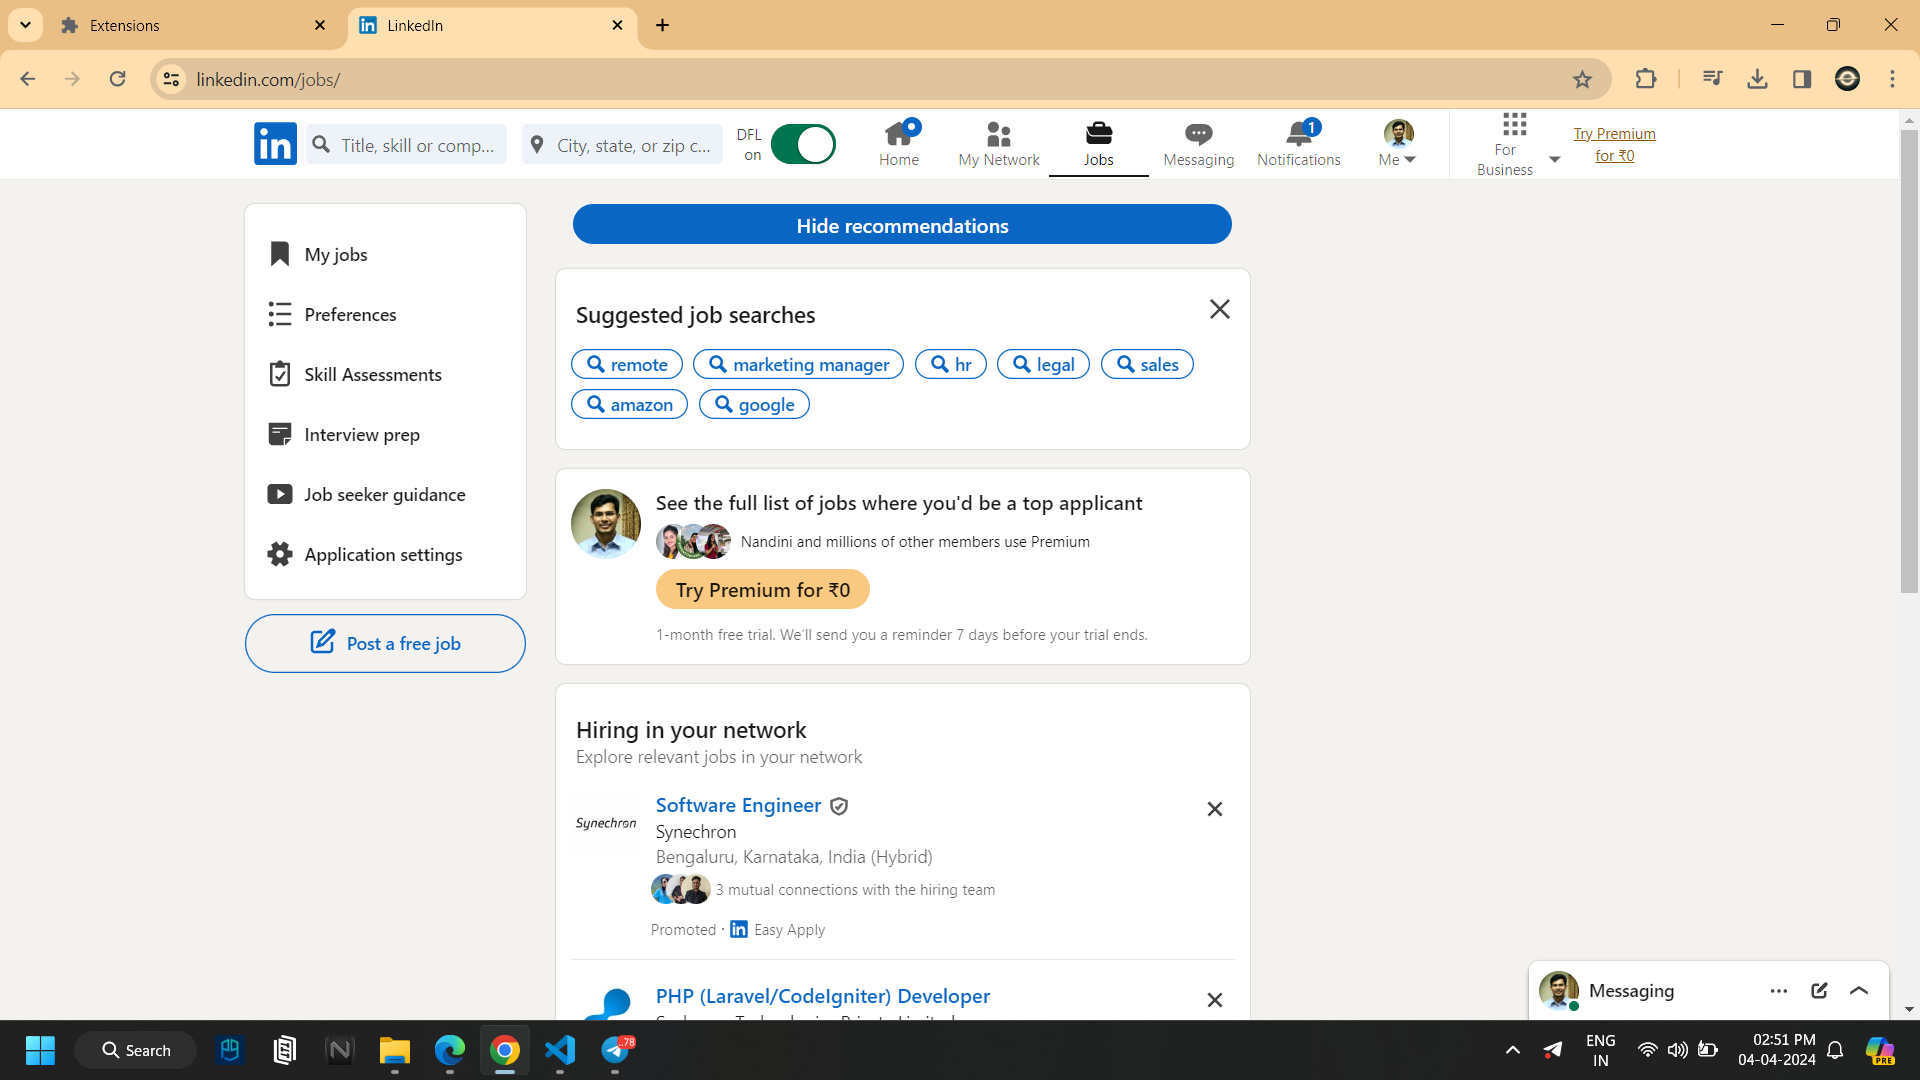 Extensions
LinkedIn
linkedin.com/jobs/
in
Title, skill or comp...
City, state, or zip c...
DFL
on
Home
My Network
Jobs
Messaging
1
Notifications
Me
For
Business
Try Premium
for ₹0
My jobs
Preferences
Skill Assessments
Interview prep
Job seeker guidance
Application settings
Post a free job
Hide recommendations
Suggested job searches
remote
marketing manager
hr
legal
sales
amazon
google
See the full list of jobs where you'd be a top applicant
Nandini and millions of other members use Premium
Try Premium for ₹0
1-month free trial. We'll send you a reminder 7 days before your trial ends.
Hiring in your network
Explore relevant jobs in your network
Synechron
Software Engineer
Synechron
Bengaluru, Karnataka, India (Hybrid)
3 mutual connections with the hiring team
Promoted · in Easy Apply
PHP (Laravel/CodeIgniter) Developer
Messaging
Search
..78
ENG
IN
02:51 PM
04-04-2024
PRE